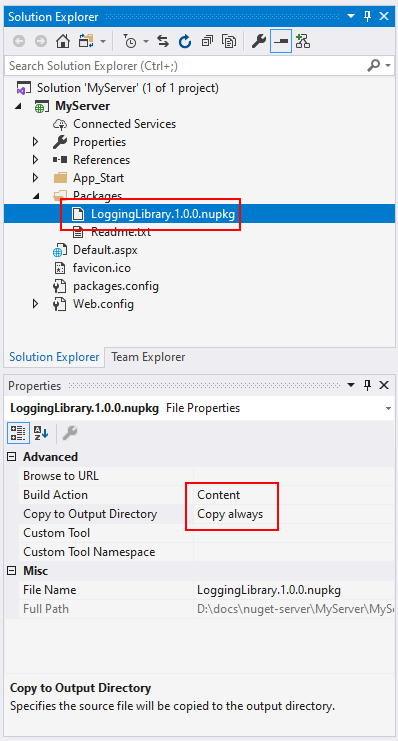 Solution Explorer
Search Solution Explorer (Ctrl+;)
Solution 'MyServer' (1 of 1 project)
MyServer
Connected Services
Properties
References
App_Start
Packages
LoggingLibrary.1.0.0.nupkg
Readme.txt
Default.aspx
favicon.ico
packages.config
Web.config
Solution Explorer Team Explorer
Properties
LoggingLibrary.1.0.0.nupkg File Properties
Advanced
Browse to URL
Build Action Content
Copy to Output Directory Copy always
Custom Tool
Custom Tool Namespace
Misc
File Name LoggingLibrary.1.0.0.nupkg
Full Path D:\docs\nuget-server\MyServer\MySe
Copy to Output Directory
Specifies the source file will be copied to the output directory.